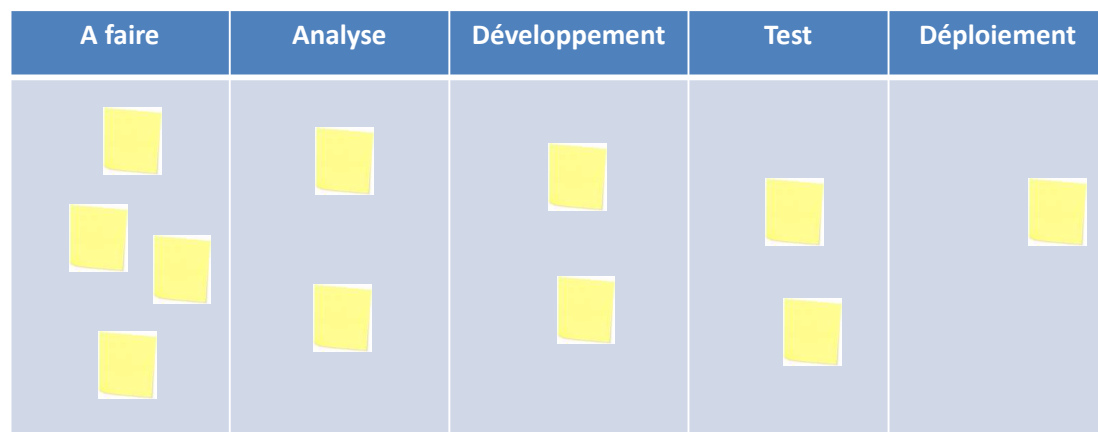 A faire
Analyse
Développement
Test
Déploiement